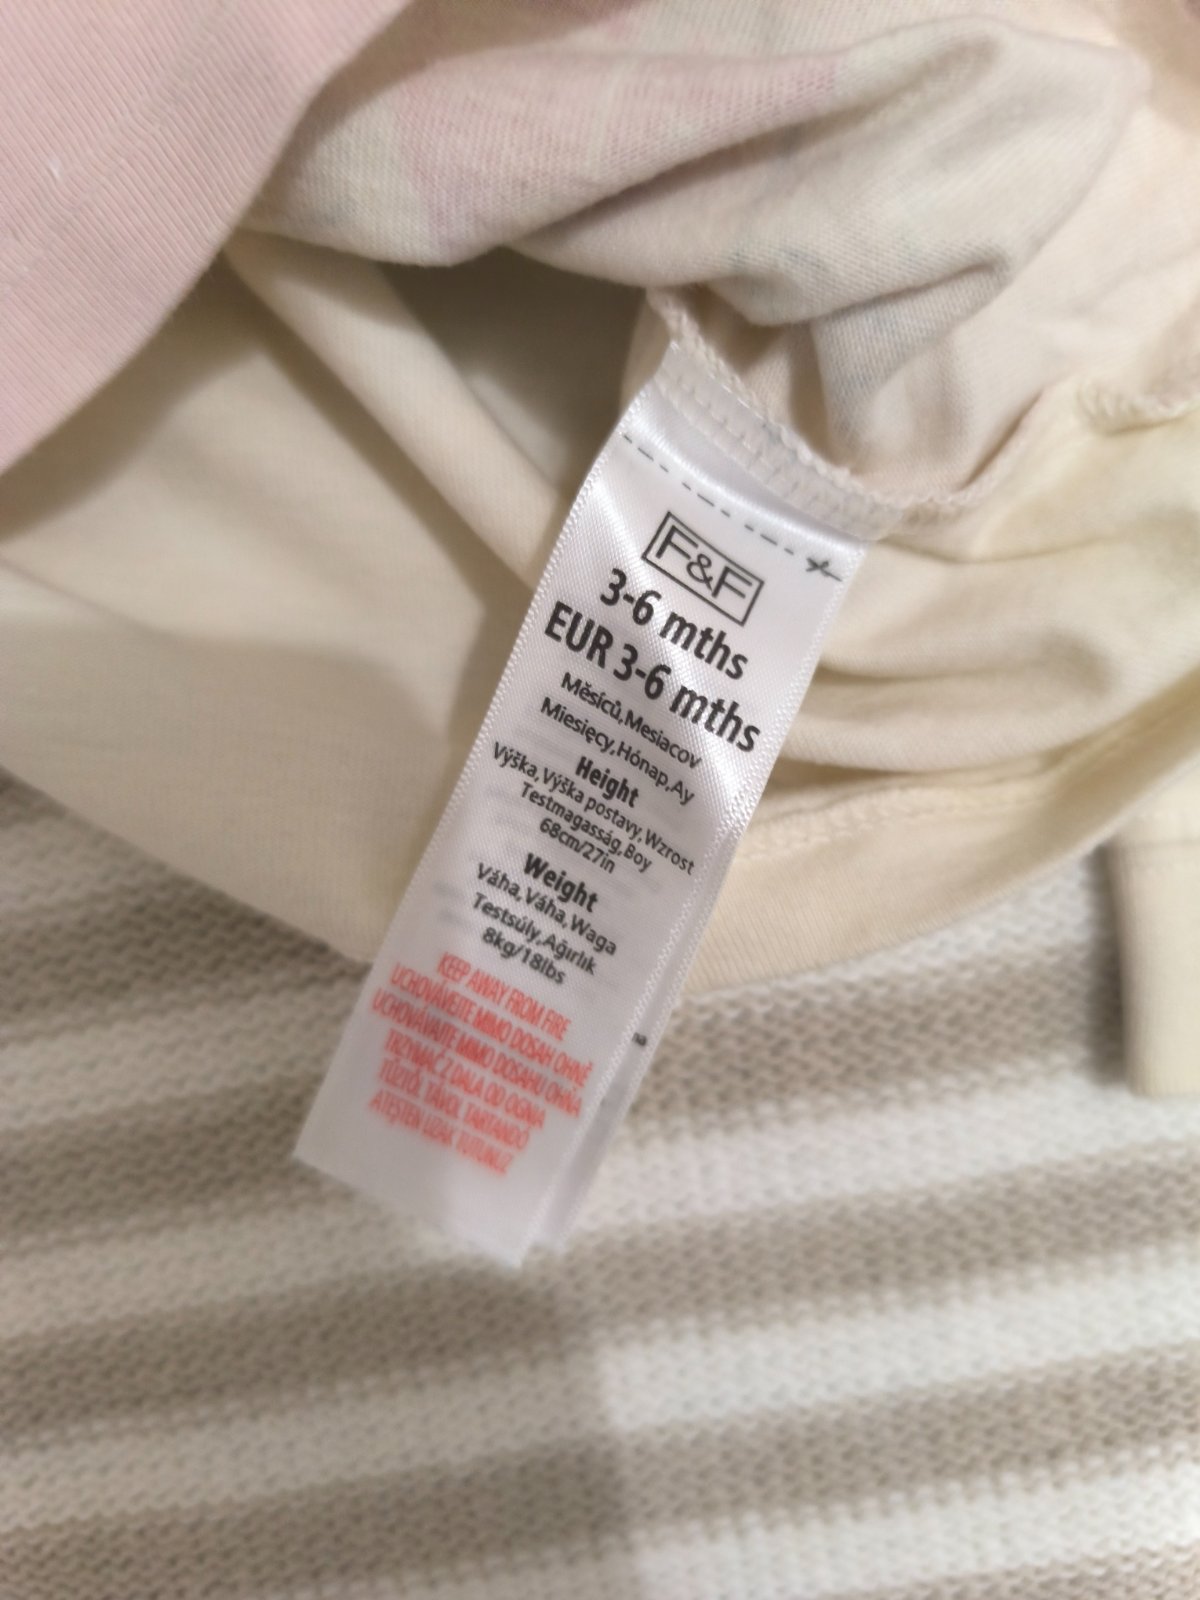 F&F
3-6 mths
EUR 3-6 mths
Měsíců,Mesiacov
Miesięcy,Hónap,Ay
Height
Výška,Výška postavy,Wzrost
Testmagasság,Boy
68cm/27in
Weight
Váha,Váha,Waga
Testsúly,Ağırlık
8kg/18lbs
KEEP AWAY FROM FIRE
UCHOVÁVEJTE MIMO DOSAH OHNĚ
UCHOVÁVAJTE MIMO DOSAHU OHŇA
TRZYMAĆ Z DALA OD OGNIA
TŰZTŐL TÁVOL TARTANDÓ
ATEŞTEN UZAK TUTUNUZ